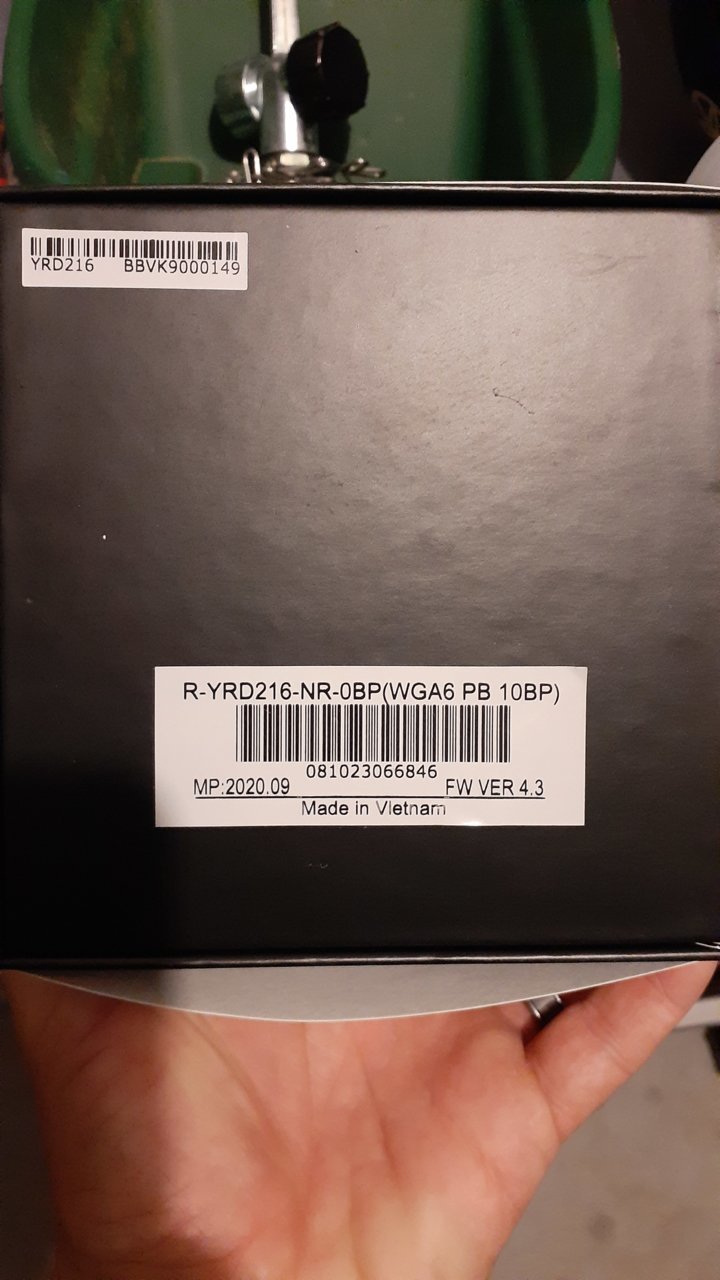 YRD216 BBVK9000149
R-YRD216-NR-0BP(WGA6 PB 10BP)
081023066846
MP:2020.09 FW VER 4.3
Made in Vietnam